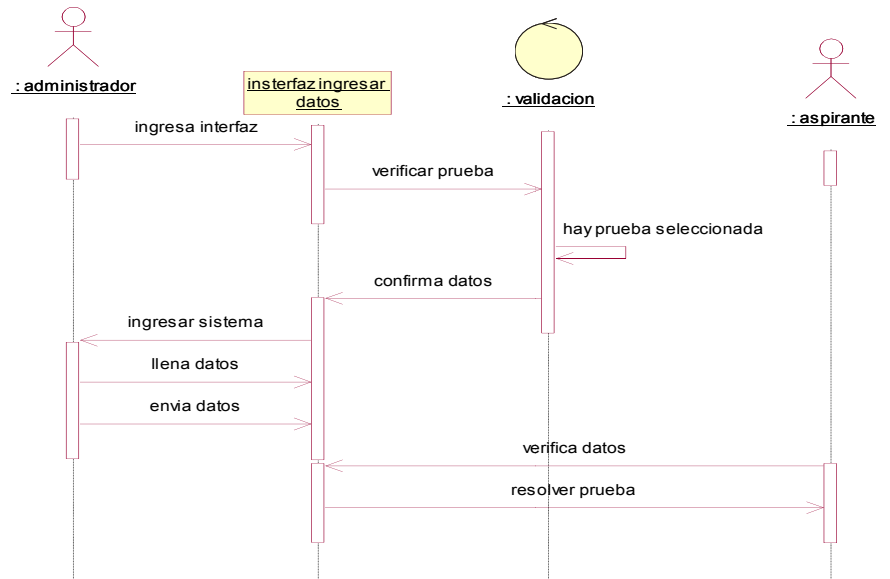 : administrador
insterfaz ingresar
datos
: validacion
: aspirante
ingresa interfaz
verificar prueba
hay prueba seleccionada
confirma datos
ingresar sistema
llena datos
envia datos
verifica datos
resolver prueba